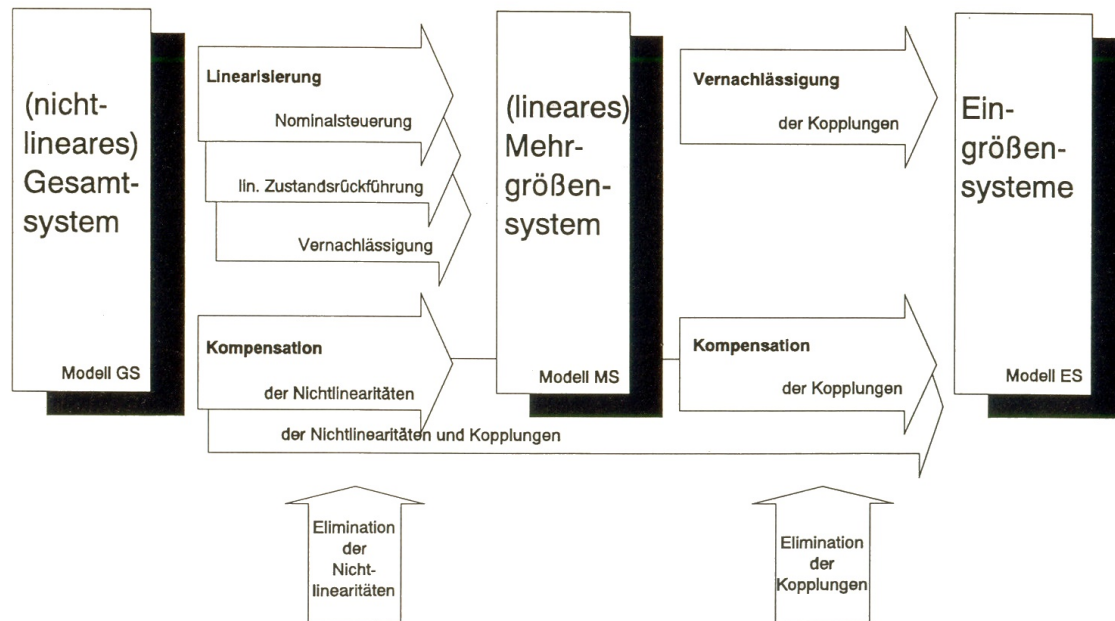 (nicht-
lineares)
Gesamt-
system
Modell GS
Linearisierung
Nominalsteuerung
lin. Zustandsrückführung
Vernachlässigung
Kompensation
der Nichtlinearitäten
der Nichtlinearitäten und Kopplungen
(lineares)
Mehr-
größen-
system
Modell MS
Vernachlässigung
der Kopplungen
Kompensation
der Kopplungen
Ein-
größen-
systeme
Modell ES
Elimination
der
Nicht-
linearitäten
Elimination
der
Kopplungen